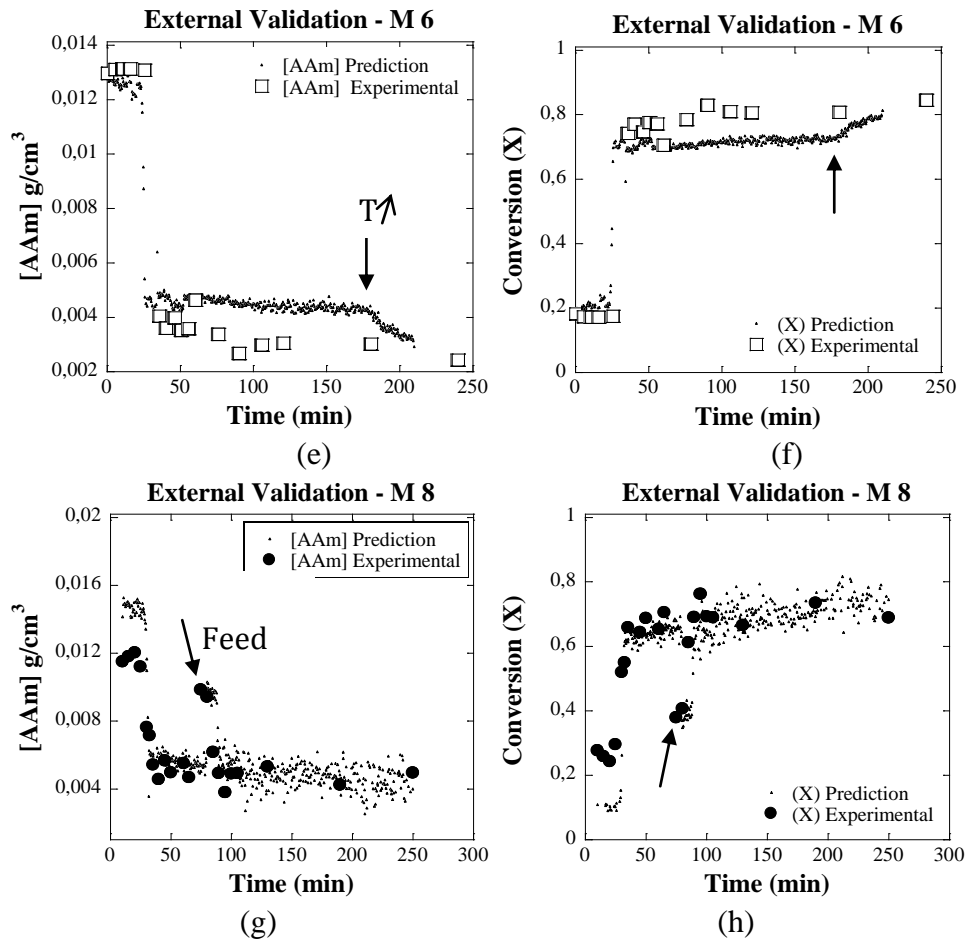 External Validation - M 6
0,014
0,012
0,01
0,008
0,006
0,004
0,002
[AAm] g/cm³
[AAm] Prediction
[AAm] Experimental
T↗
0 50 100 150 200 250
Time (min)
(e)
External Validation - M 6
1
0,8
0,6
0,4
0,2
0
Conversion (X)
(X) Prediction
(X) Experimental
0 50 100 150 200 250
Time (min)
(f)
External Validation - M 8
0,02
0,016
0,012
0,008
0,004
[AAm] g/cm³
[AAm] Prediction
[AAm] Experimental
Feed
0 50 100 150 200 250 300
Time (min)
(g)
External Validation - M 8
1
0,8
0,6
0,4
0,2
0
Conversion (X)
(X) Prediction
(X) Experimental
0 50 100 150 200 250 300
Time (min)
(h)